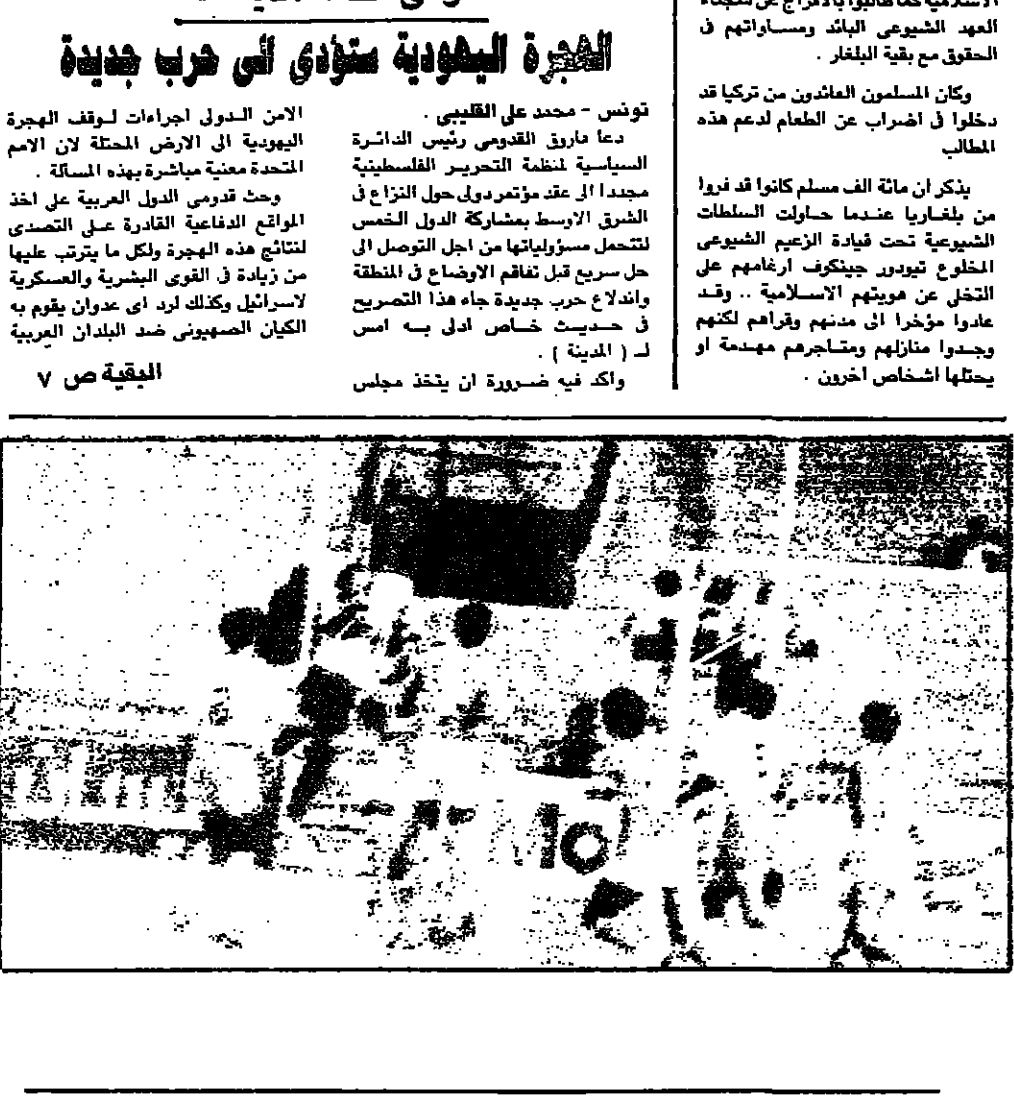 العهد الشيوعى البائد ومساواتهم فى
الحقوق مع بقية البلغار .
وكان المسلمون العائدون من تركيا قد
دخلوا فى اضراب عن الطعام لدعم هذه
المطالب
يذكر ان مائة الف مسلم كانوا قد فروا
من بلغاريا عندما حاولت السلطات
الشيوعية تحت قيادة الزعيم الشيوعى
المخلوع تيودور جيفكوف ارغامهم على
التخلى عن هويتهم الاسلامية .. وقد
عادوا مؤخرا الى مدنهم وقراهم لكنهم
وجدوا منازلهم ومتاجرهم مهدمة او
يحتلها اشخاص اخرون .
الهجرة اليهودية ستؤدى الى حرب جديدة
تونس - محمد على القليبى .
دعا فاروق القدومى رئيس الدائرة
السياسية لمنظمة التحرير الفلسطينية
مجددا الى عقد مؤتمر دولى حول النزاع فى
الشرق الاوسط بمشاركة الدول الخمس
لتتحمل مسؤولياتها من اجل التوصل الى
حل سريع قبل تفاقم الاوضاع فى المنطقة
واندلاع حرب جديدة جاء هذا التصريح
فى حديث خاص ادلى به امس
لـ ( المدينة ) .
واكد فيه ضرورة ان يتخذ مجلس
الامن الدولى اجراءات لوقف الهجرة
اليهودية الى الارض المحتلة لان الامم
المتحدة معنية مباشرة بهذه المسألة .
وحث قدومى الدول العربية على اخذ
المواقع الدفاعية القادرة على التصدى
لنتائج هذه الهجرة ولكل ما يترتب عليها
من زيادة فى القوى البشرية والعسكرية
لاسرائيل وكذلك لرد اى عدوان يقوم به
الكيان الصهيونى ضد البلدان العربية
البقية ص ٧